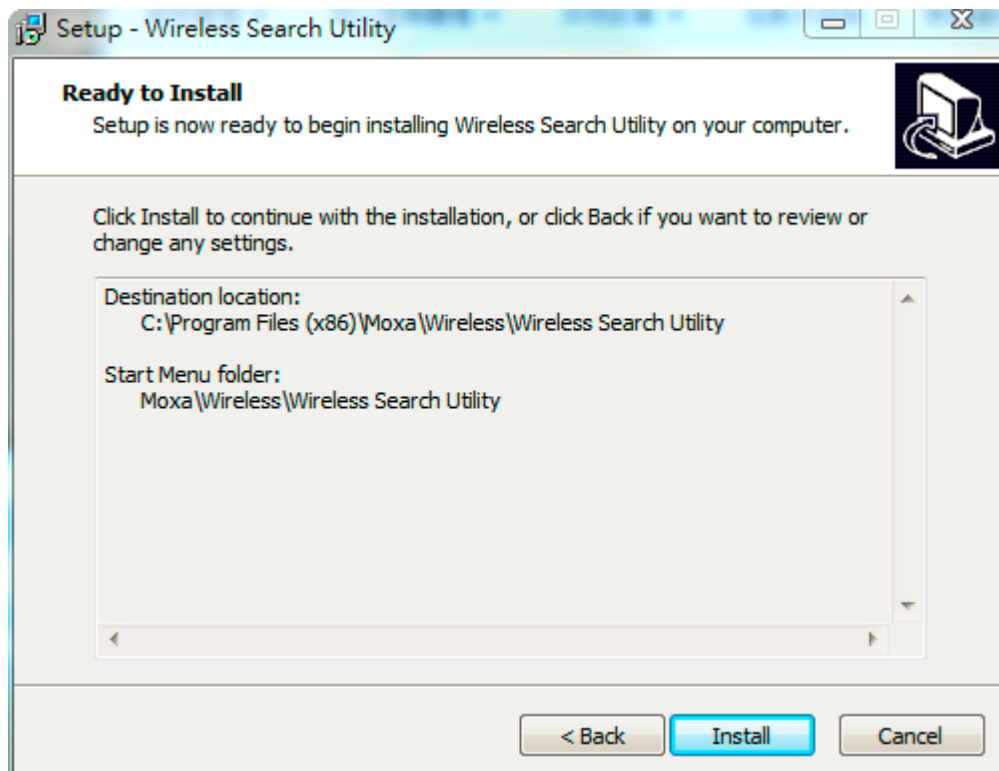 Setup - Wireless Search Utility
Ready to Install
Setup is now ready to begin installing Wireless Search Utility on your computer.
Click Install to continue with the installation, or click Back if you want to review or
change any settings.
Destination location:
C:\Program Files (x86)\Moxa\Wireless\Wireless Search Utility
Start Menu folder:
Moxa\Wireless\Wireless Search Utility
< Back
Install
Cancel